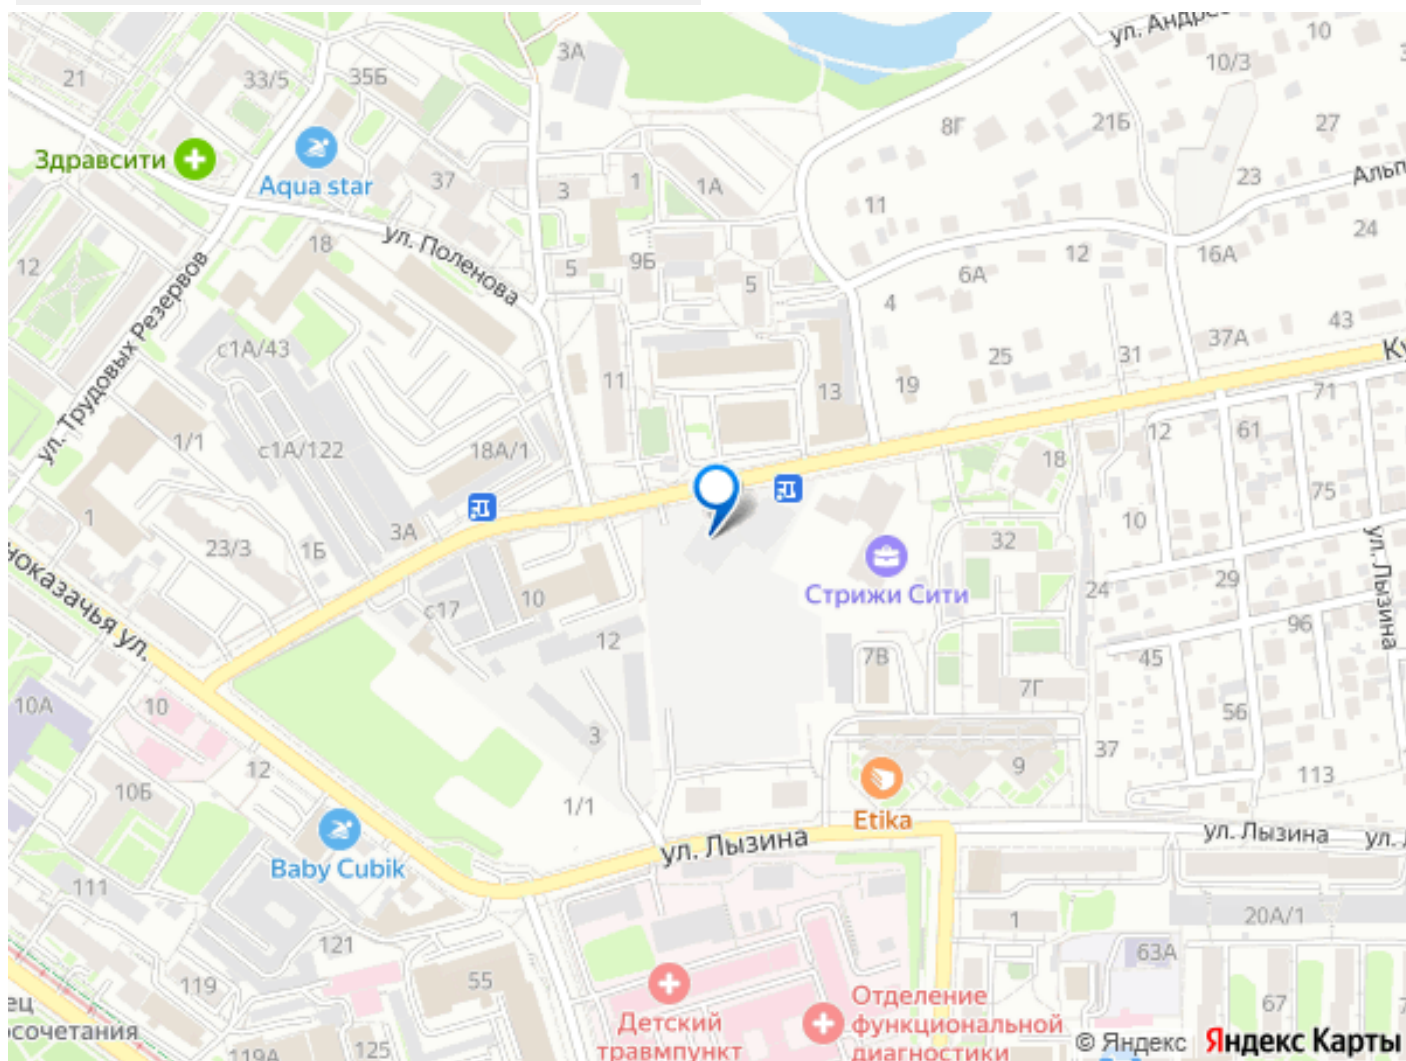 ул. Андре
10
3А
10/3
21
33/5
35Б
8Г
21Б
27
Здравсити
Aqua star
37
3
1
1А
23
Альп
11
18
ул. Поленова
12
5
9Б
5
6А
12
16А
24
4
ул. Трудовых Резервов
с1А/43
43
37А
25
31
Ку
11
19
13
71
1/1
с1А/122
18А/1
12
61
18
75
1
23/3
1Б
3А
10
32
Стрижи Сити
ул. Лызина
24
29
с17
10
12
7В
45
96
нoказачья ул.
7Г
10А
10
3
56
12
37
9
113
10Б
1/1
Etika
ул. Лызина
ул. Лызина
ул.
Baby Cubik
111
1
20А/1
121
63А
55
119
67
ец
осочетания
Детский
травмпункт
Отделение
функциональной
диагностики
119А
125
© Яндекс Яндекс Карты